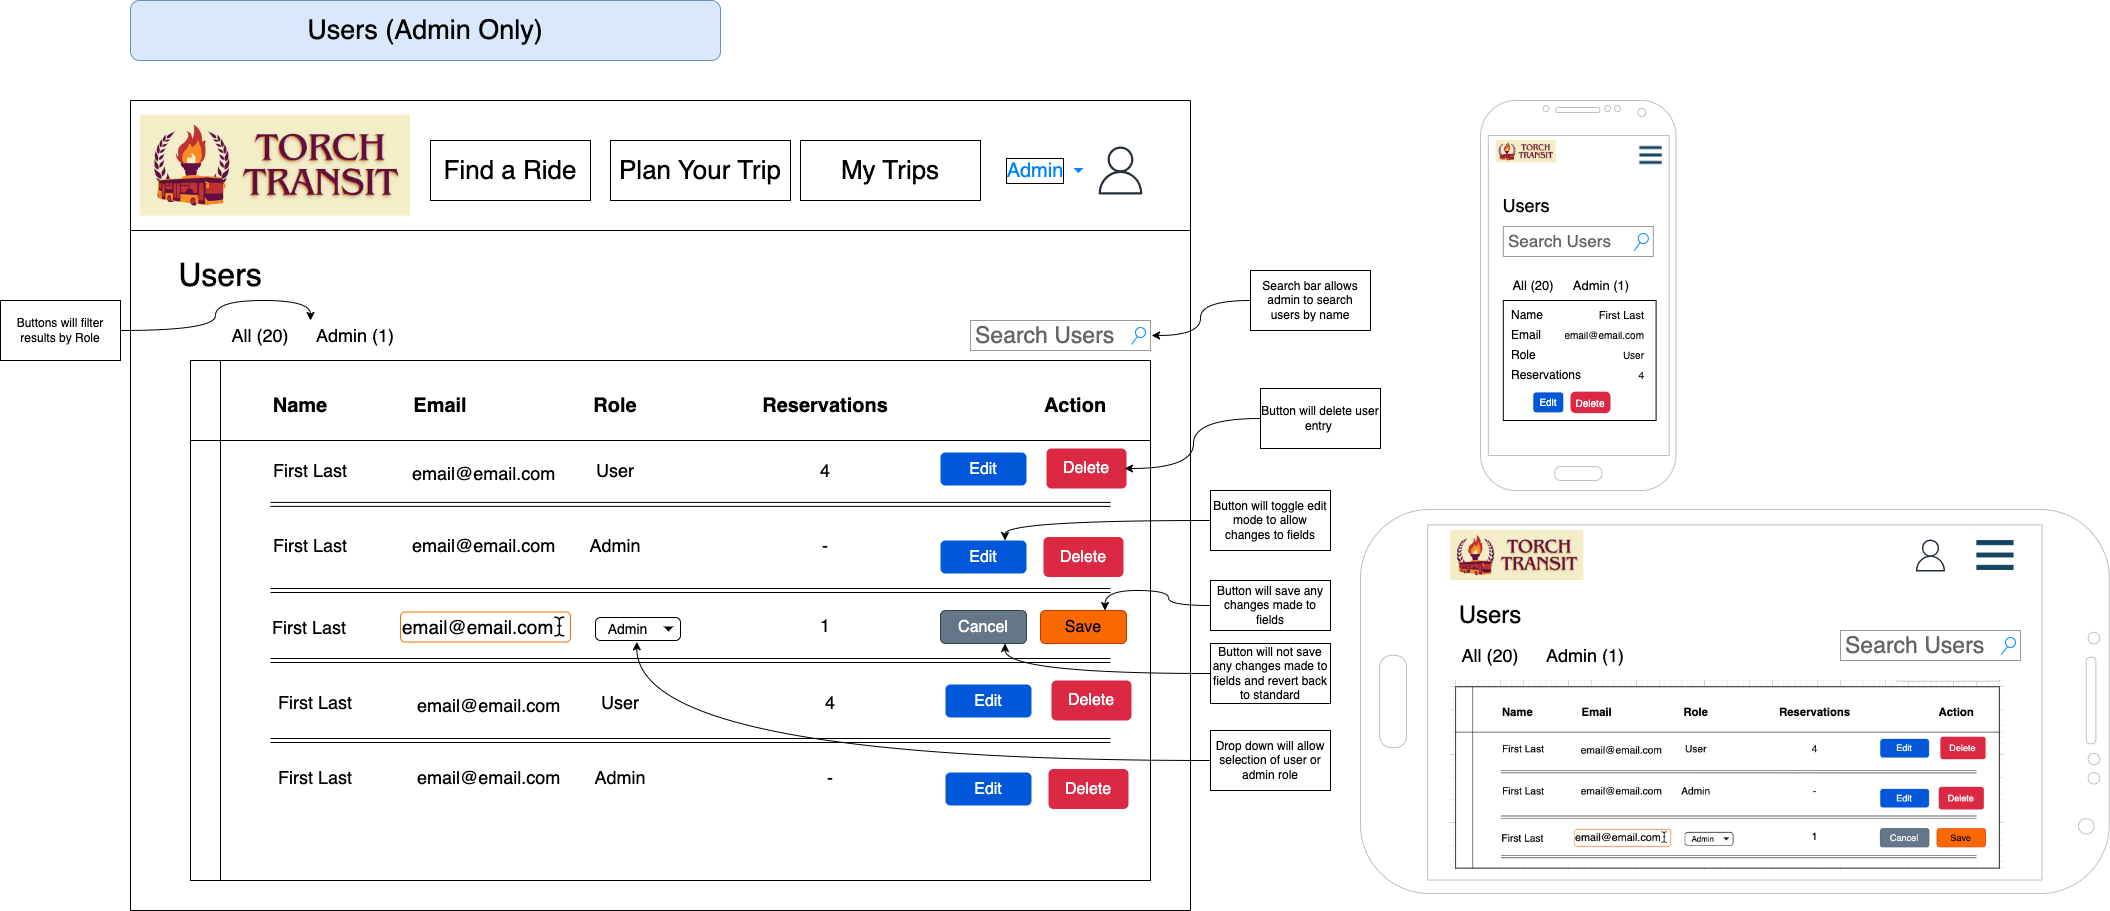 Users (Admin Only)
TORCH
TRANSIT
Find a Ride
Plan Your Trip
My Trips
Admin
Users
Buttons will filter
results by Role
All (20)
Admin (1)
Search Users
Search bar allows
admin to search
users by name
Name Email Role Reservations Action
First Last email@email.com User 4 Edit Delete
First Last email@email.com Admin - Edit Delete
First Last email@email.com Admin 1 Cancel Save
First Last email@email.com User 4 Edit Delete
First Last email@email.com Admin - Edit Delete
Button will delete user
entry
Button will toggle edit
mode to allow
changes to fields
Button will save any
changes made to
fields
Button will not save
any changes made to
fields and revert back
to standard
Drop down will allow
selection of user or
admin role
TORCH
TRANSIT
Users
Search Users
All (20)
Admin (1)
Name First Last
Email email@email.com
Role User
Reservations 4
Edit Delete
TORCH
TRANSIT
Users
All (20)
Admin (1)
Search Users
Name Email Role Reservations Action
First Last email@email.com User 4 Edit Delete
First Last email@email.com Admin - Edit Delete
First Last email@email.com Admin 1 Cancel Save